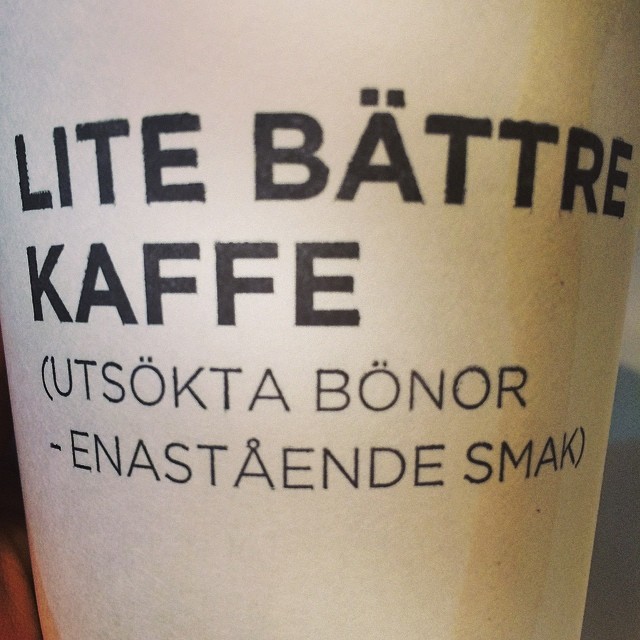 LITE BÄTTRE
KAFFE
(UTSÖKTA BÖNOR
- ENASTÅENDE SMAK)